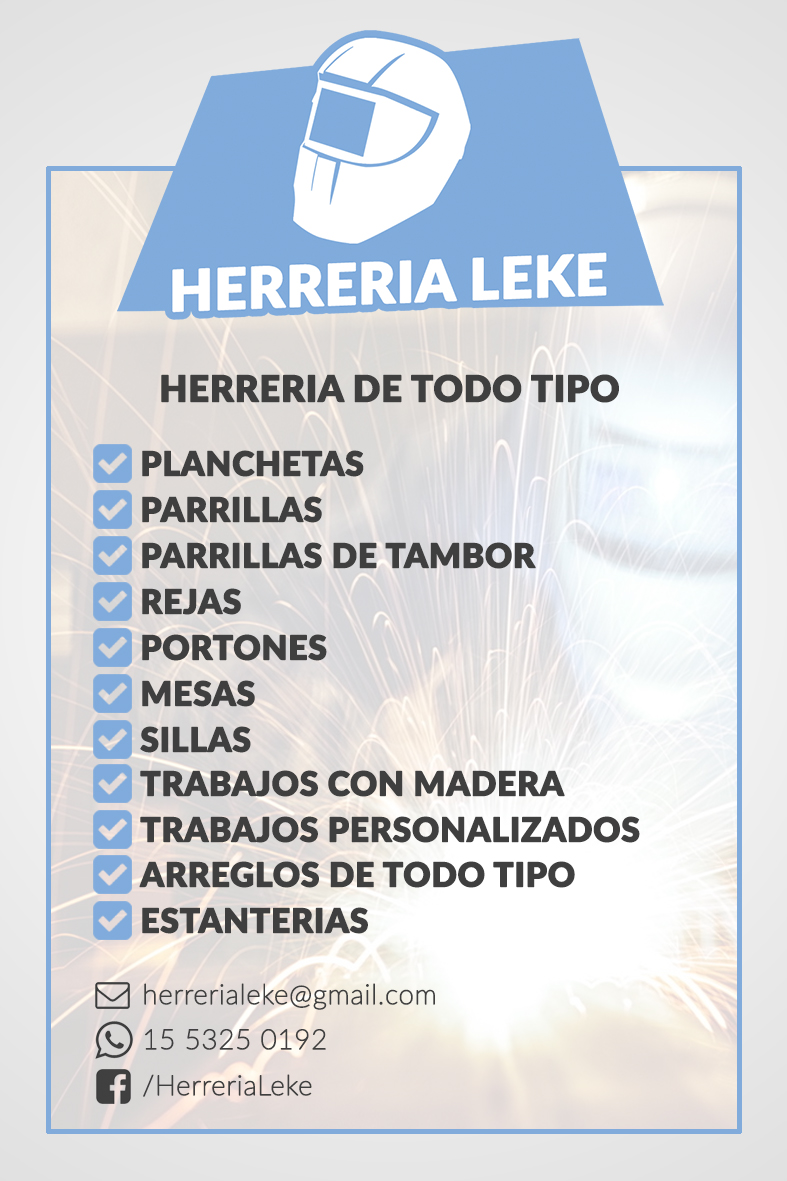 HERRERIA LEKE
HERRERIA DE TODO TIPO
PLANCHETAS
PARRILLAS
PARRILLAS DE TAMBOR
REJAS
PORTONES
MESAS
SILLAS
TRABAJOS CON MADERA
TRABAJOS PERSONALIZADOS
ARREGLOS DE TODO TIPO
ESTANTERIAS
herrerialeke@gmail.com
15 5325 0192
/HerreriaLeke